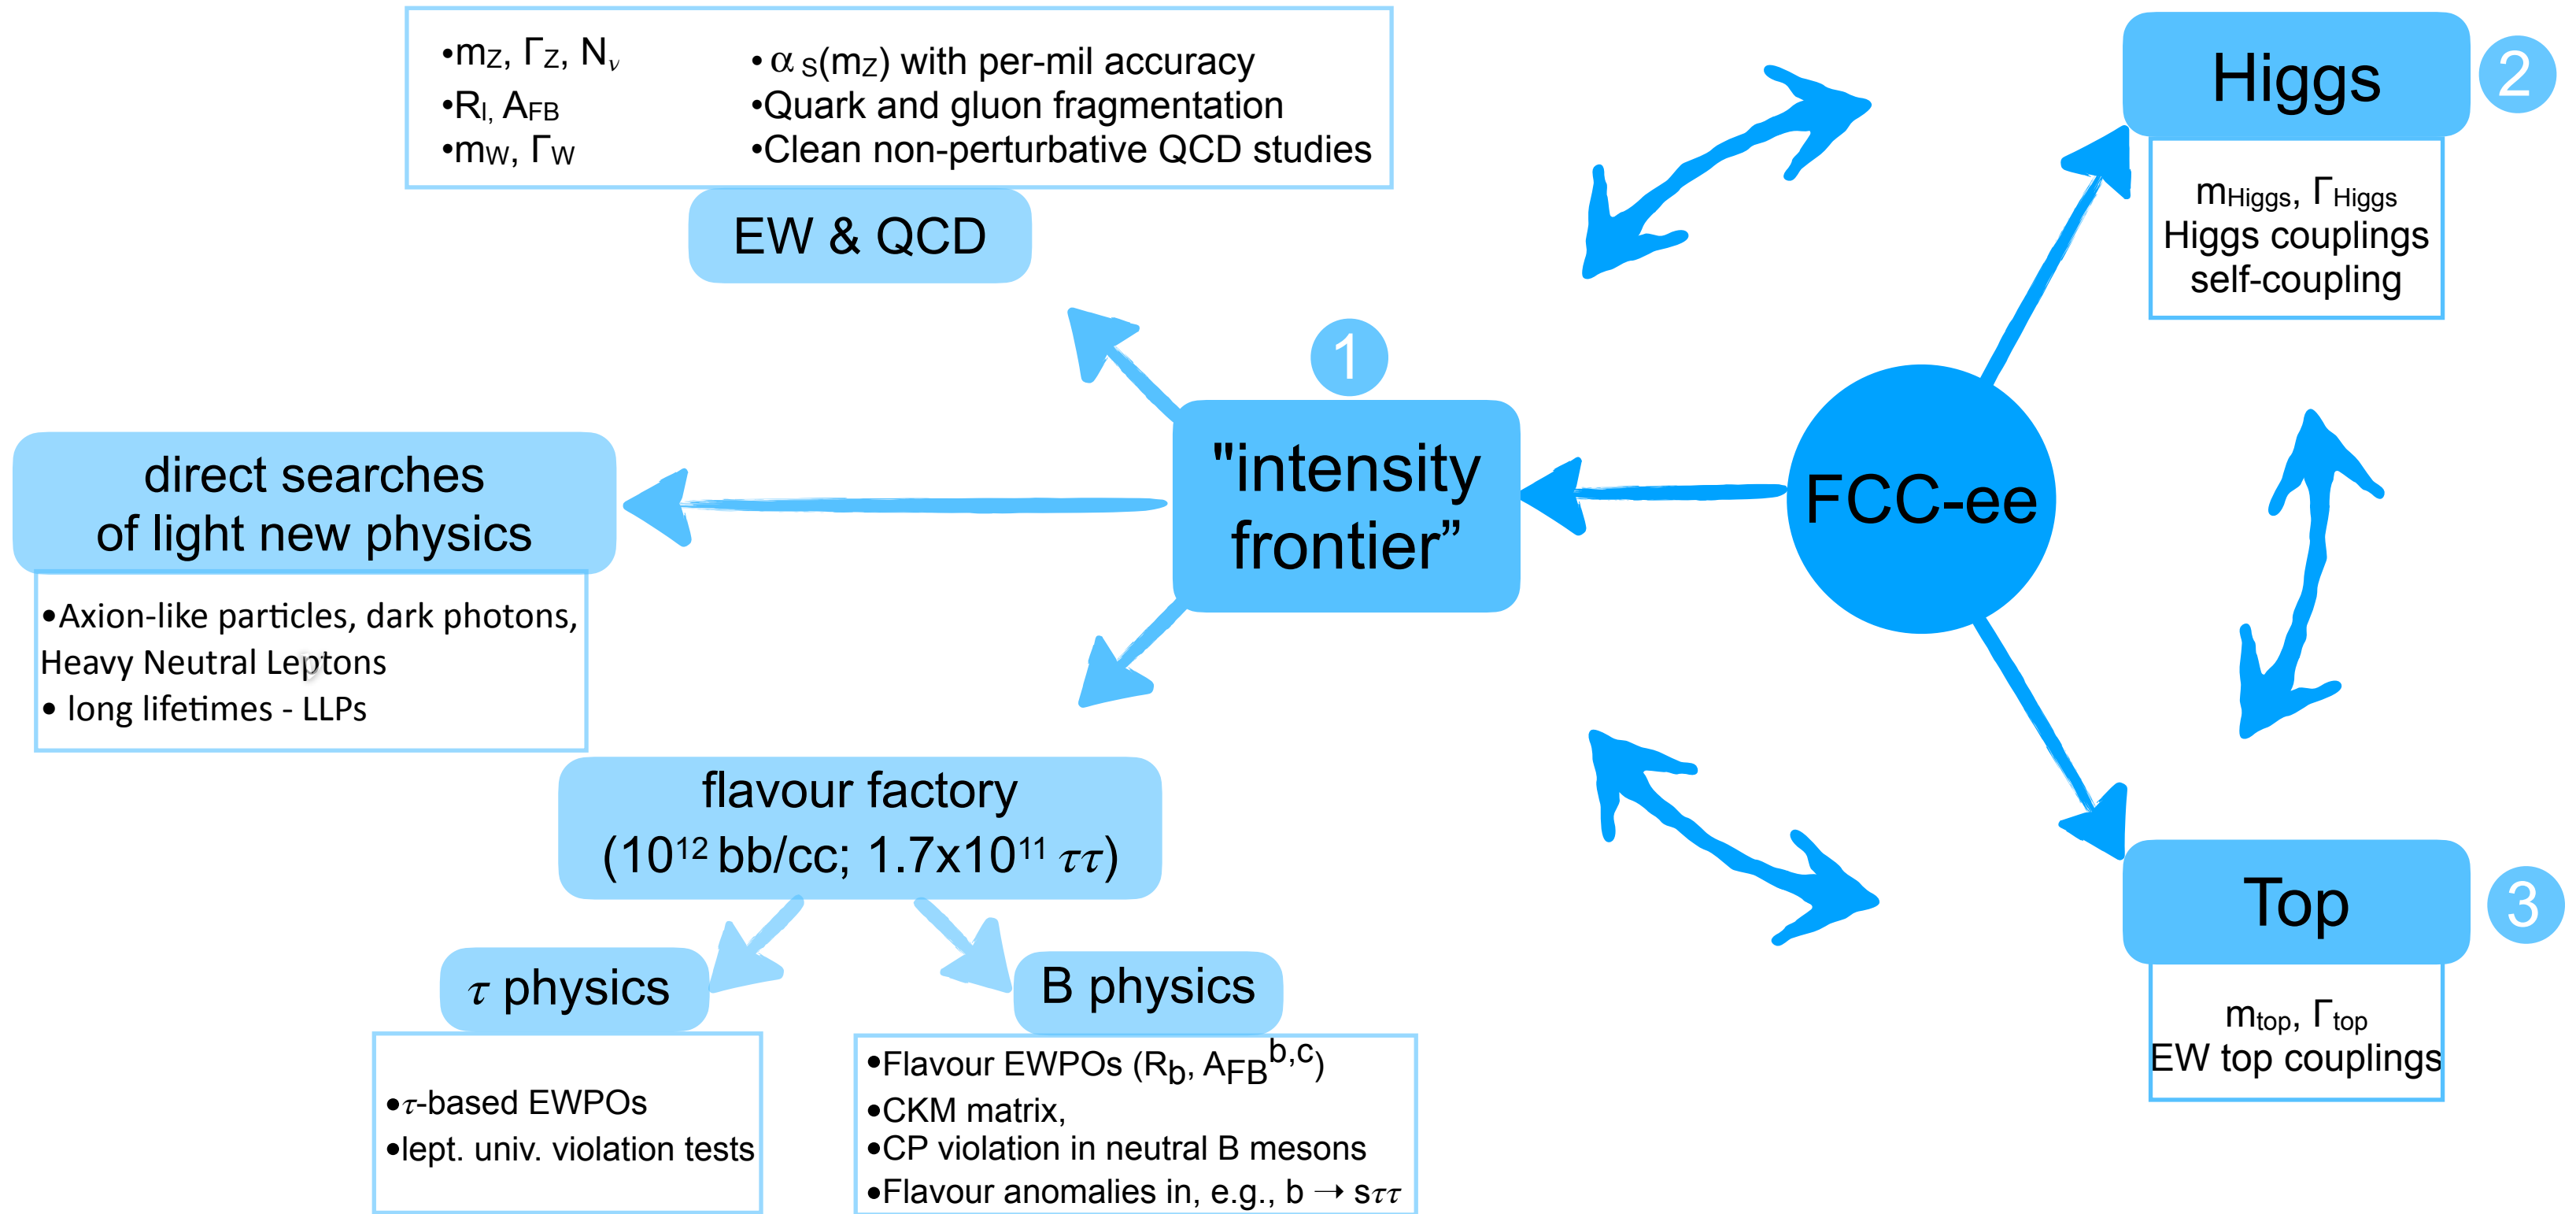 •mZ, ΓZ, Nν
•Rl, AFB
•mW, ΓW
•αS(mZ) with per-mil accuracy
•Quark and gluon fragmentation
•Clean non-perturbative QCD studies
EW & QCD
Higgs
2
mHiggs, ΓHiggs
Higgs couplings
self-coupling
1
"intensity
frontier”
FCC-ee
direct searches
of light new physics
•Axion-like particles, dark photons,
Heavy Neutral Leptons
• long lifetimes - LLPs
flavour factory
(10¹² bb/cc; 1.7x10¹¹ ττ)
τ physics
•τ-based EWPOs
•lept. univ. violation tests
B physics
•Flavour EWPOs (Rb, AFBb,c)
•CKM matrix,
•CP violation in neutral B mesons
•Flavour anomalies in, e.g., b → sττ
Top
3
mtop, Γtop
EW top couplings